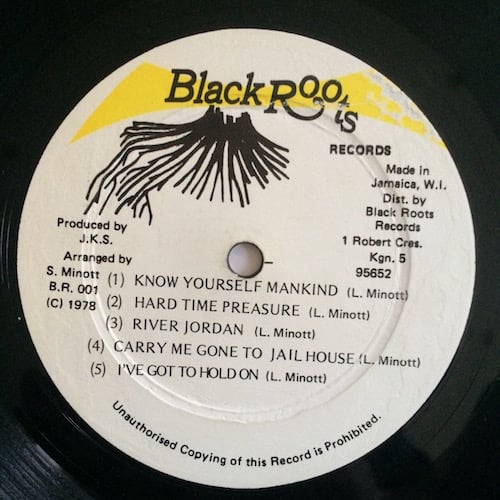 Black Roots
RECORDS
Made in
Jamaica, W.I.
Dist. by
Black Roots
Records
1 Robert Cres.
Kgn. 5
95652
Produced by
J.K.S.
Arranged by
S. Minott
B.R. 001
(C) 1978
(1) KNOW YOURSELF MANKIND (L. Minott)
(2) HARD TIME PREASURE (L. Minott)
(3) RIVER JORDAN (L. Minott)
(4) CARRY ME GONE TO JAIL HOUSE (L. Minott)
(5) I'VE GOT TO HOLD ON (L. Minott)
Unauthorised Copying of this Record is Prohibited.